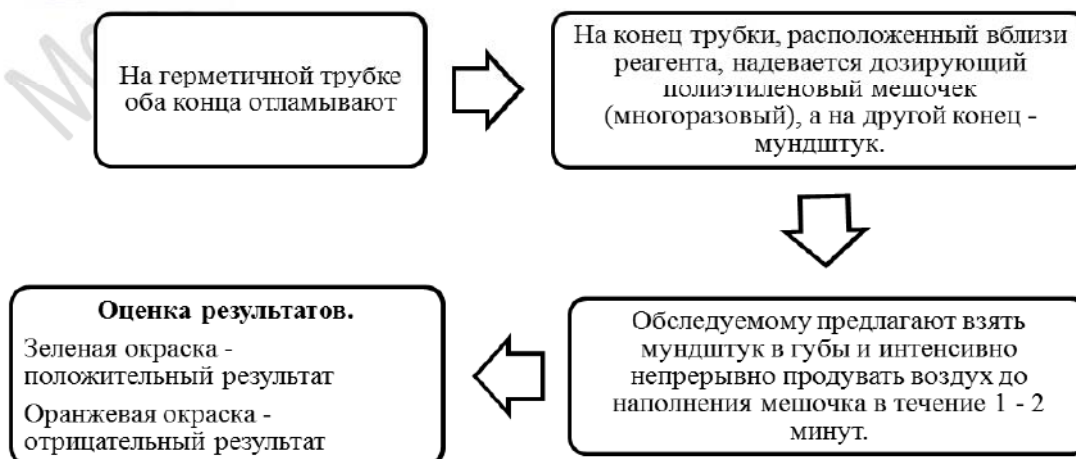 На герметичной трубке
оба конца отламывают
На конец трубки, расположенный вблизи
реагента, надевается дозирующий
полиэтиленовый мешочек
(многоразовый), а на другой конец -
мундштук.
Обследуемому предлагают взять
мундштук в губы и интенсивно
непрерывно продувать воздух до
наполнения мешочка в течение 1 - 2
минут.
Оценка результатов.
Зеленая окраска -
положительный результат
Оранжевая окраска -
отрицательный результат